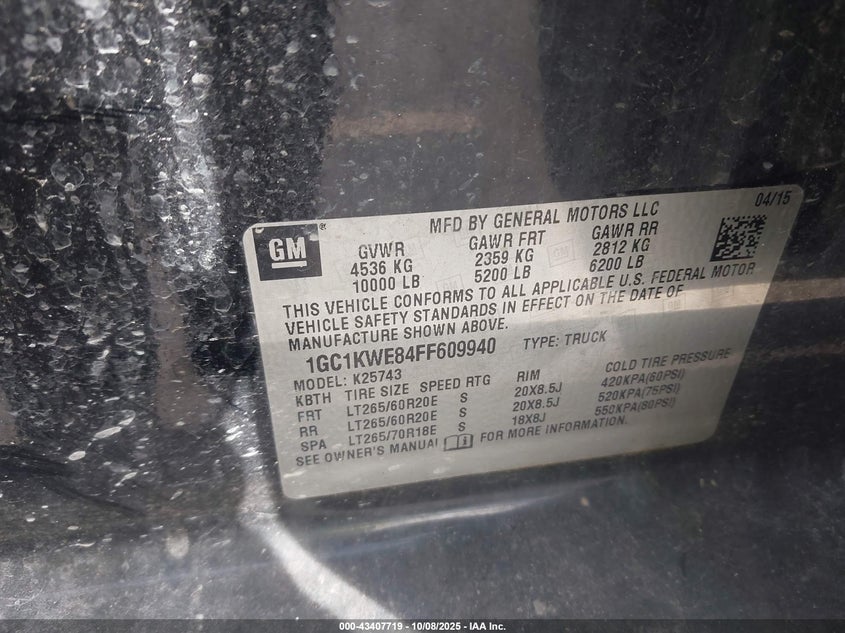 04/15
MFD BY GENERAL MOTORS LLC
GM ®
GVWR GAWR FRT GAWR RR
4536 KG 2359 KG 2812 KG
10000 LB 5200 LB 6200 LB
THIS VEHICLE CONFORMS TO ALL APPLICABLE U.S. FEDERAL MOTOR
VEHICLE SAFETY STANDARDS IN EFFECT ON THE DATE OF
MANUFACTURE SHOWN ABOVE.
1GC1KWE84FF609940 TYPE: TRUCK
MODEL: K25743
KBTH TIRE SIZE SPEED RTG RIM COLD TIRE PRESSURE
FRT LT265/60R20E S 20X8.5J 420KPA(60PSI)
RR LT265/60R20E S 20X8.5J 520KPA(75PSI)
SPA LT265/70R18E S 18X8J 550KPA(80PSI)
SEE OWNER'S MANUAL FOR MORE INFORMATION.
000-43407719 - 10/08/2025 - IAA Inc.